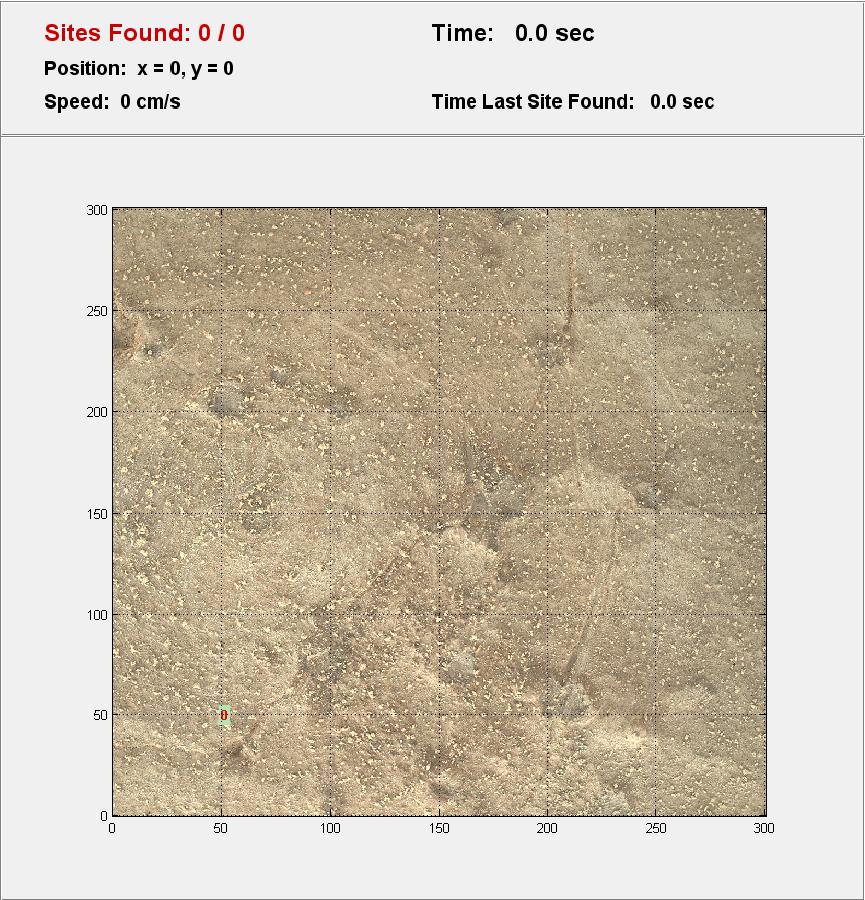 Sites Found: 0 / 0
Time: 0.0 sec
Position: x = 0, y = 0
Speed: 0 cm/s
Time Last Site Found: 0.0 sec
300
250
200
150
100
50
0
0
0 50 100 150 200 250 300